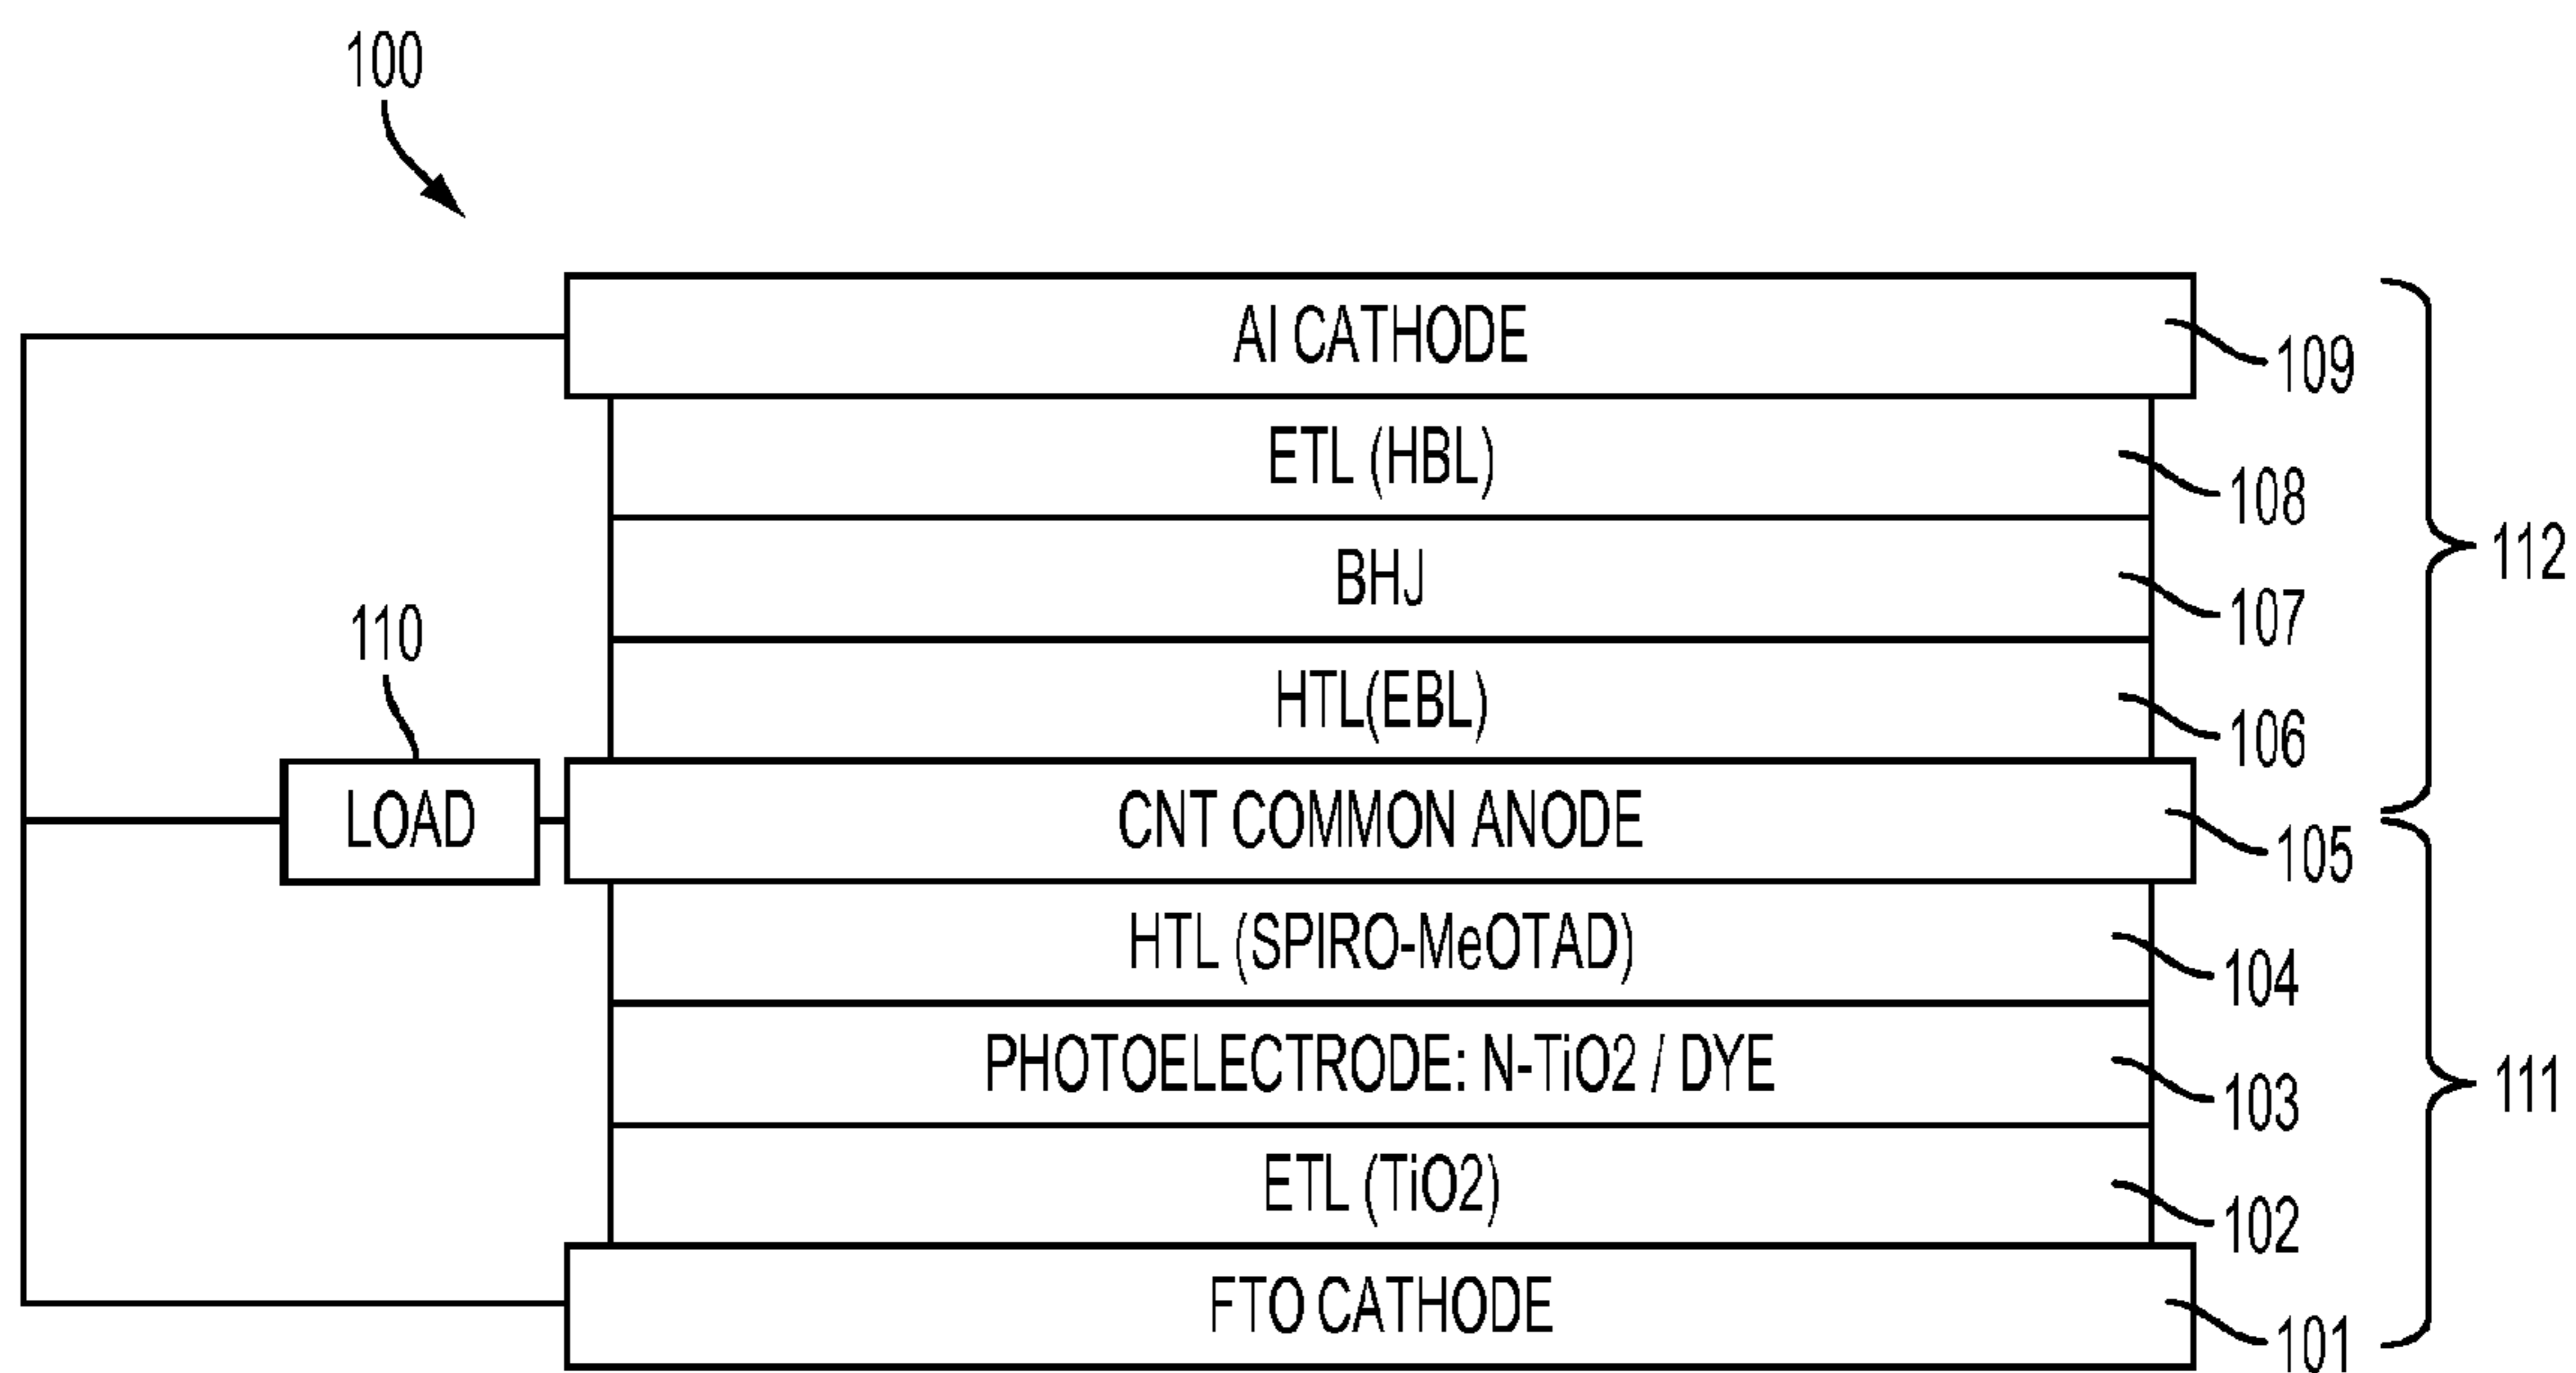 100
Al CATHODE
109
ETL (HBL)
108
BHJ
107
112
HTL(EBL)
106
110
LOAD
CNT COMMON ANODE
105
HTL (SPIRO-MeOTAD)
104
PHOTOELECTRODE: N-TiO2 / DYE
103
111
ETL (TiO2)
102
FTO CATHODE
101